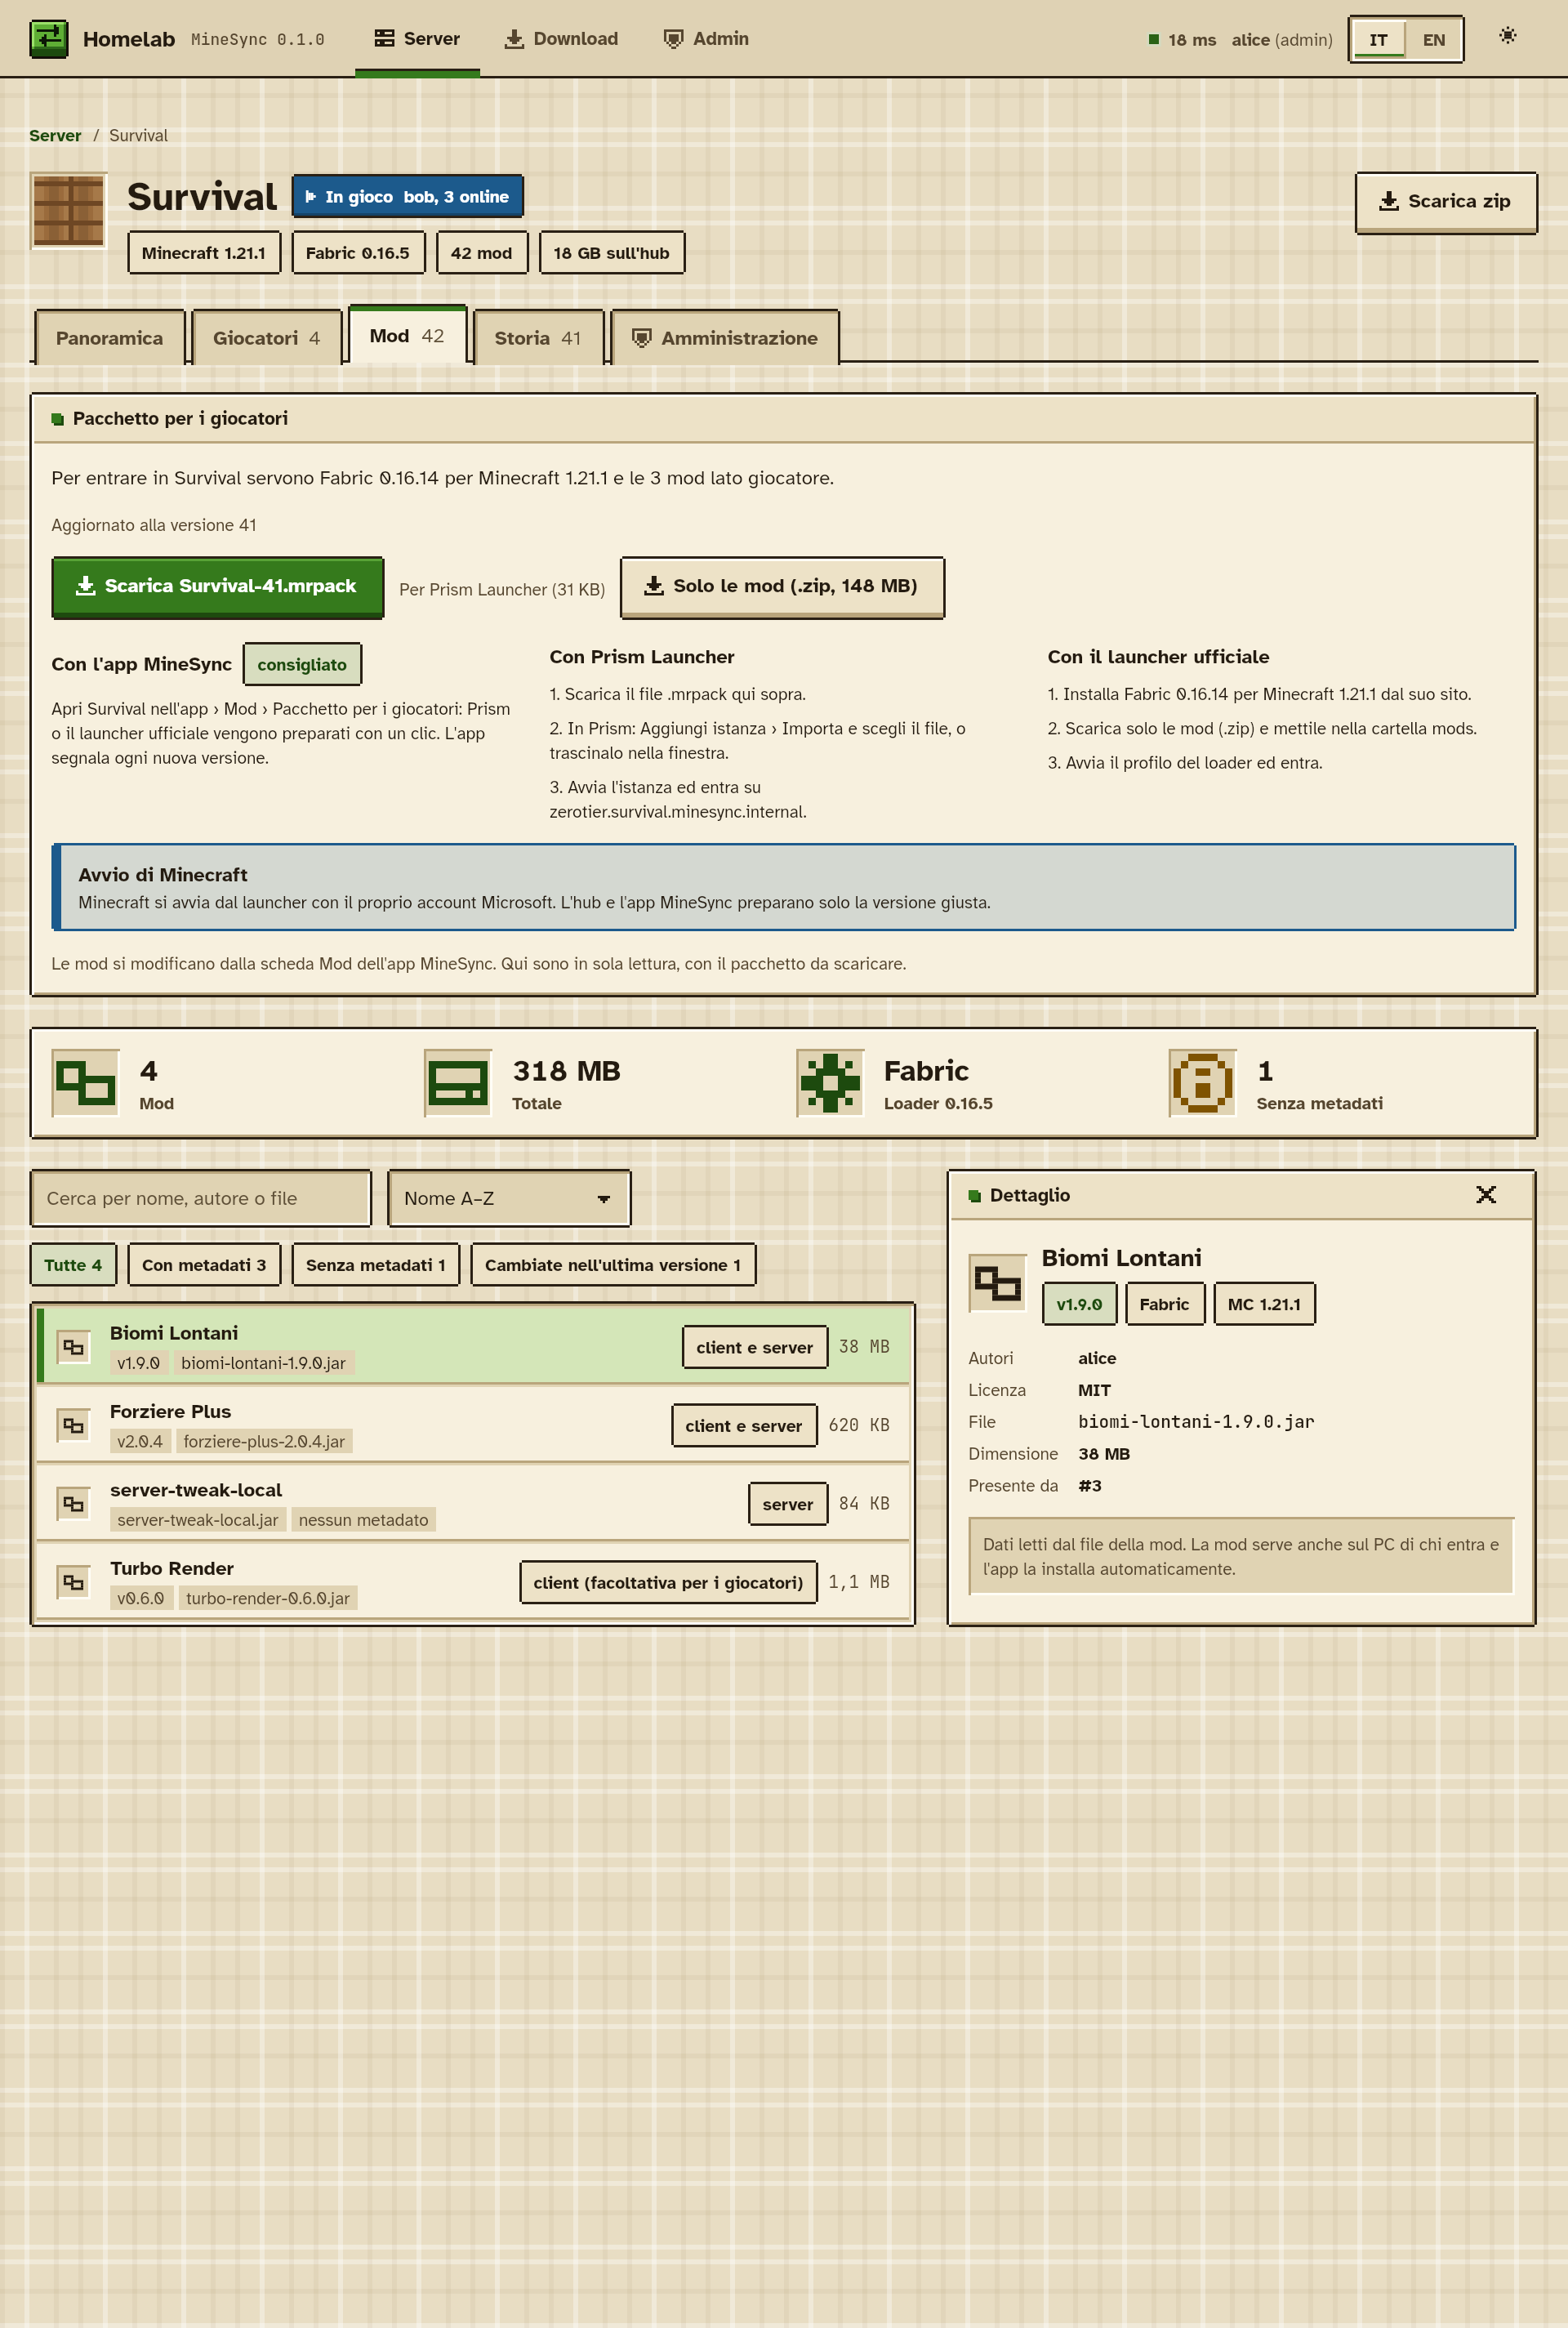 Homelab MineSync 0.1.0 Server Download Admin 18 ms alice (admin) IT EN
Server / Survival
Survival In gioco bob, 3 online Scarica zip
Minecraft 1.21.1 Fabric 0.16.5 42 mod 18 GB sull'hub
Panoramica Giocatori 4 Mod 42 Storia 41 Amministrazione
Pacchetto per i giocatori
Per entrare in Survival servono Fabric 0.16.14 per Minecraft 1.21.1 e le 3 mod lato giocatore.
Aggiornato alla versione 41
Scarica Survival-41.mrpack Per Prism Launcher (31 KB) Solo le mod (.zip, 148 MB)
Con l'app MineSync consigliato
Apri Survival nell'app › Mod › Pacchetto per i giocatori: Prism
o il launcher ufficiale vengono preparati con un clic. L'app
segnala ogni nuova versione.
Con Prism Launcher
1. Scarica il file .mrpack qui sopra.
2. In Prism: Aggiungi istanza › Importa e scegli il file, o
trascinalo nella finestra.
3. Avvia l'istanza ed entra su
zerotier.survival.minesync.internal.
Con il launcher ufficiale
1. Installa Fabric 0.16.14 per Minecraft 1.21.1 dal suo sito.
2. Scarica solo le mod (.zip) e mettile nella cartella mods.
3. Avvia il profilo del loader ed entra.
Avvio di Minecraft
Minecraft si avvia dal launcher con il proprio account Microsoft. L'hub e l'app MineSync preparano solo la versione giusta.
Le mod si modificano dalla scheda Mod dell'app MineSync. Qui sono in sola lettura, con il pacchetto da scaricare.
4
Mod
318 MB
Totale
Fabric
Loader 0.16.5
1
Senza metadati
Cerca per nome, autore o file Nome A–Z
Tutte 4 Con metadati 3 Senza metadati 1 Cambiate nell'ultima versione 1
Biomi Lontani
v1.9.0 biomi-lontani-1.9.0.jar client e server 38 MB
Forziere Plus
v2.0.4 forziere-plus-2.0.4.jar client e server 620 KB
server-tweak-local
server-tweak-local.jar nessun metadato server 84 KB
Turbo Render
v0.6.0 turbo-render-0.6.0.jar client (facoltativa per i giocatori) 1,1 MB
Dettaglio
Biomi Lontani
v1.9.0 Fabric MC 1.21.1
Autori alice
Licenza MIT
File biomi-lontani-1.9.0.jar
Dimensione 38 MB
Presente da #3
Dati letti dal file della mod. La mod serve anche sul PC di chi entra e
l'app la installa automaticamente.